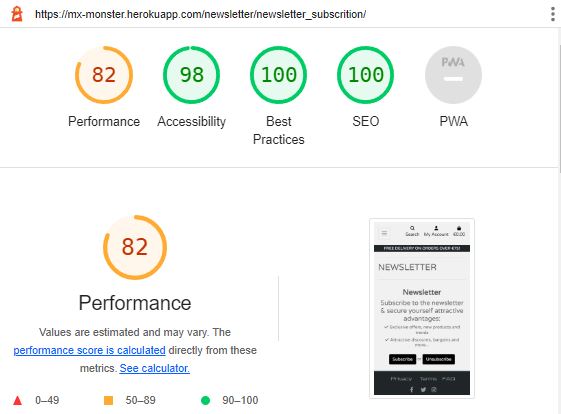 https://mx-monster.herokuapp.com/newsletter/newsletter_subscrition/
82 98 100 100 PWA
Performance Accessibility Best Practices SEO PWA
82
Performance
Values are estimated and may vary. The
performance score is calculated directly from these
metrics. See calculator.
0–49 50–89 90–100
Search My Account €0.00
FREE DELIVERY ON ORDERS OVER €75!
NEWSLETTER
Newsletter
Subscribe to the newsletter
& secure yourself attractive
advantages:
✓ Exclusive offers, new products and
trends
✓ Attractive discounts, bargains and
more...
Subscribe or Unsubscribe
Privacy Terms FAQ